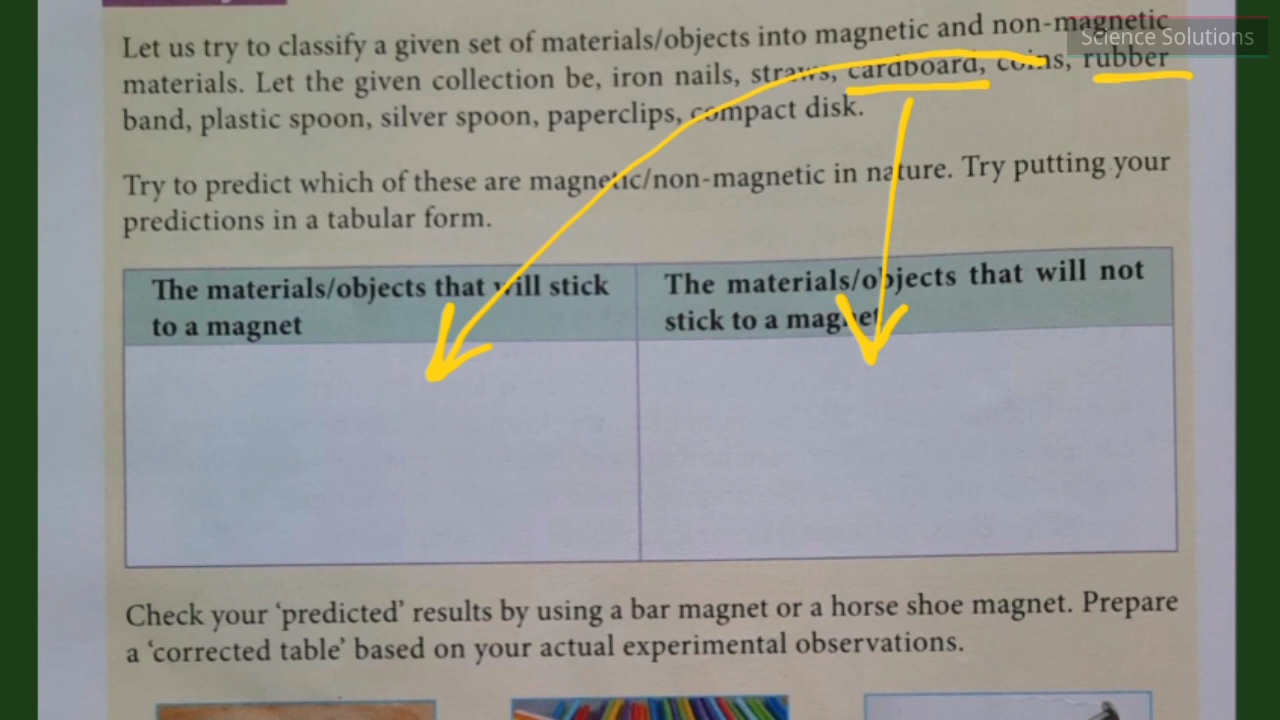 Let us try to classify a given set of materials/objects into magnetic and non-magnetic
Science Solutions
materials. Let the given collection be, iron nails, straws, cardboard, coins, rubber
band, plastic spoon, silver spoon, paperclips, compact disk.
Try to predict which of these are magnetic/non-magnetic in nature. Try putting your
predictions in a tabular form.
The materials/objects that will stick
to a magnet
The materials/objects that will not
stick to a magnet
Check your ‘predicted’ results by using a bar magnet or a horse shoe magnet. Prepare
a ‘corrected table’ based on your actual experimental observations.